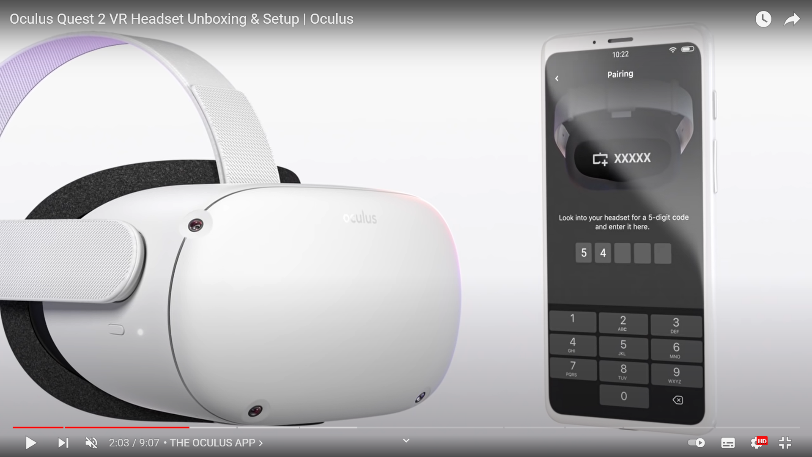 Oculus Quest 2 VR Headset Unboxing & Setup | Oculus
oculus
10:22
Pairing
XXXXX
Look into your headset for a 5-digit code
and enter it here.
5 4
1 2 3
ABC DEF
4 5 6
GHI JKL MNO
7 8 9
PQRS TUV WXYZ
0
2:03 / 9:07 • THE OCULUS APP >
HD